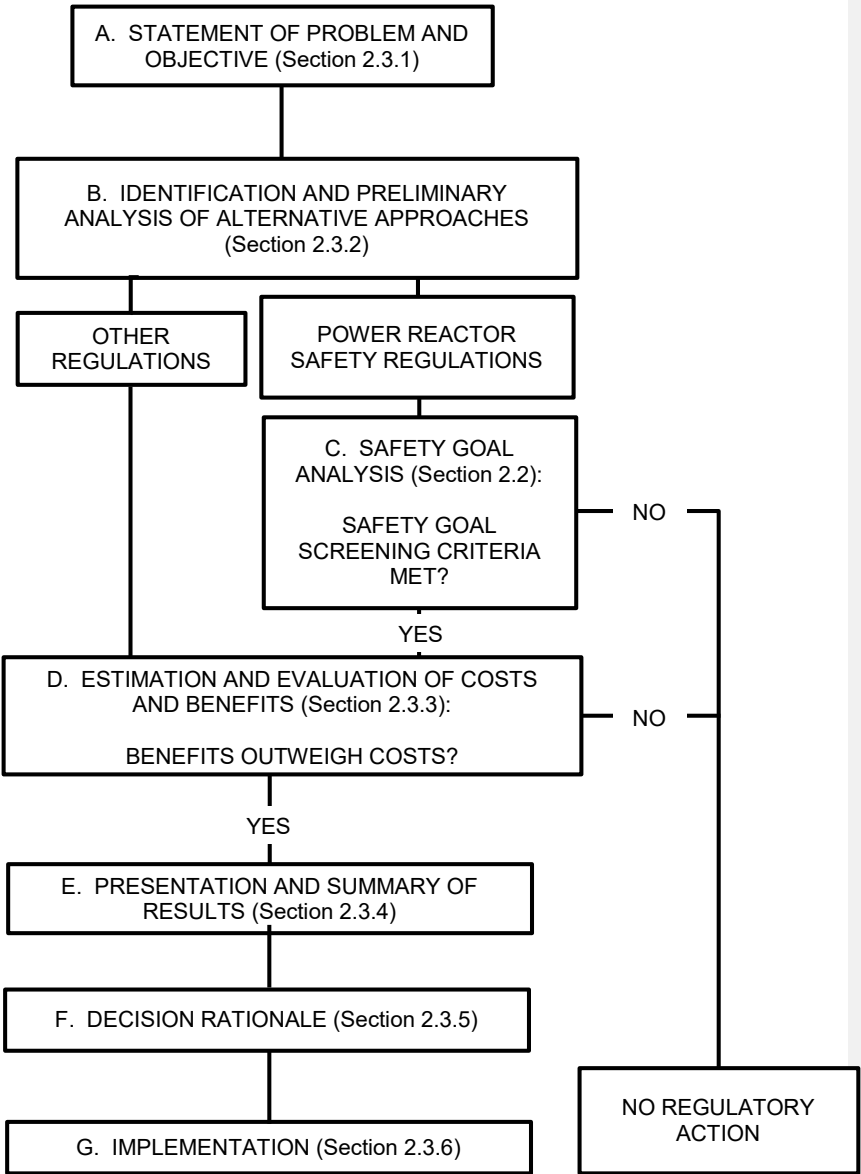 A. STATEMENT OF PROBLEM AND
OBJECTIVE (Section 2.3.1)
B. IDENTIFICATION AND PRELIMINARY
ANALYSIS OF ALTERNATIVE APPROACHES
(Section 2.3.2)
OTHER
REGULATIONS
POWER REACTOR
SAFETY REGULATIONS
C. SAFETY GOAL
ANALYSIS (Section 2.2):
SAFETY GOAL
SCREENING CRITERIA
MET?
NO
YES
D. ESTIMATION AND EVALUATION OF COSTS
AND BENEFITS (Section 2.3.3):
BENEFITS OUTWEIGH COSTS?
NO
YES
E. PRESENTATION AND SUMMARY OF
RESULTS (Section 2.3.4)
F. DECISION RATIONALE (Section 2.3.5)
G. IMPLEMENTATION (Section 2.3.6)
NO REGULATORY
ACTION